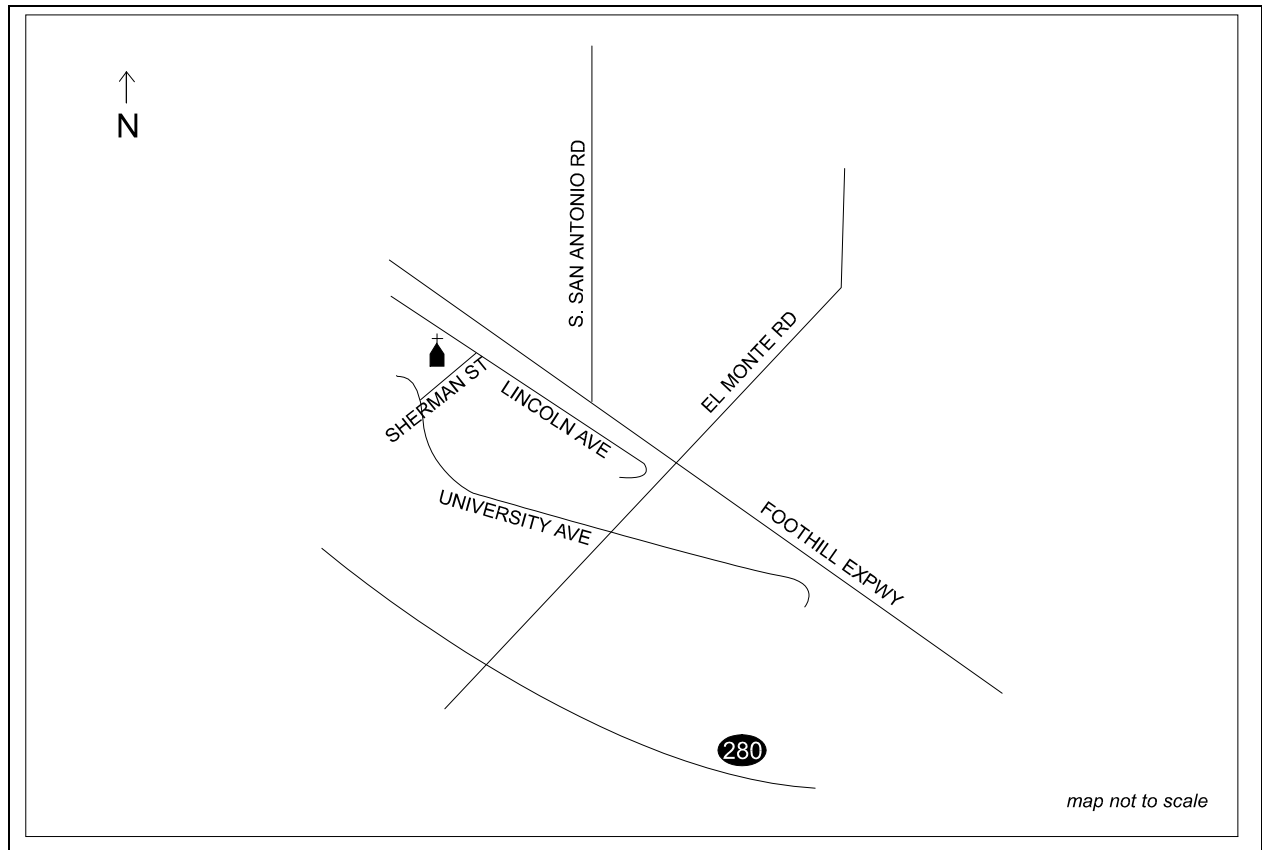 N
S. SAN ANTONIO RD
EL MONTE RD
SHERMAN ST
LINCOLN AVE
UNIVERSITY AVE
FOOTHILL EXPWY
280
map not to scale